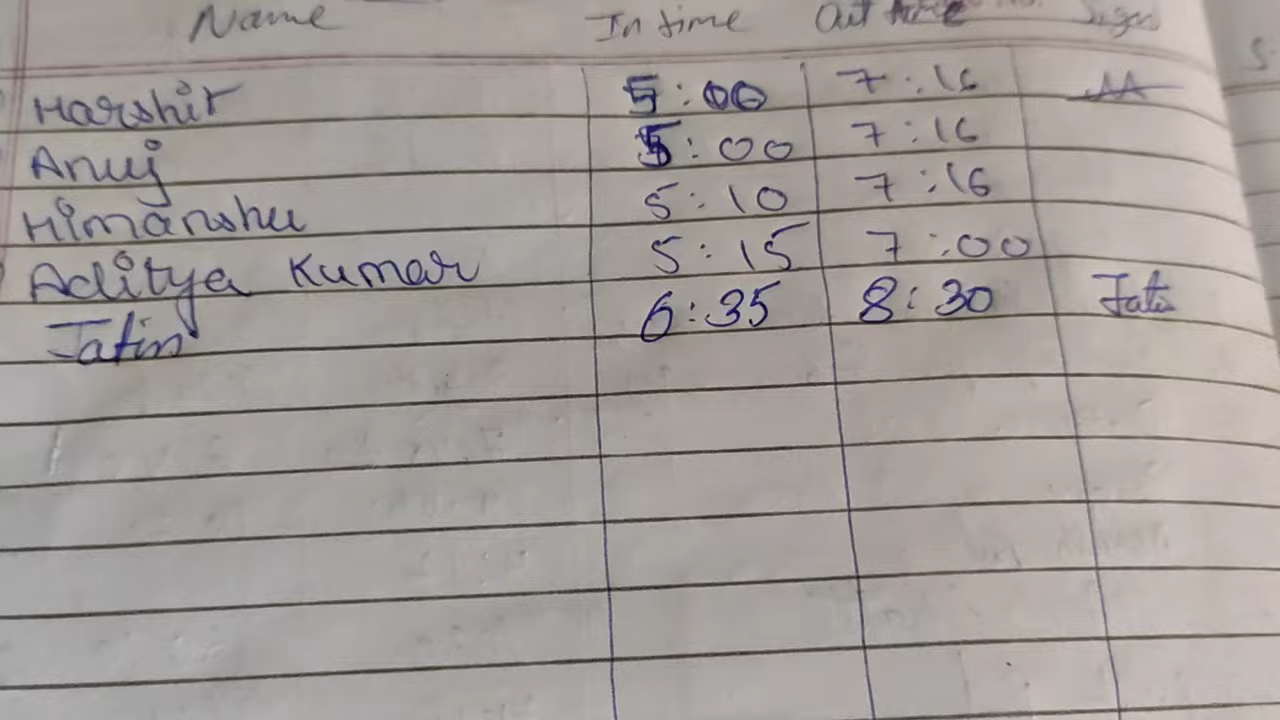 Name In time Out time Sign
Harshit 5:00 7:16
Anuj 5:00 7:16
Himanshu 5:10 7:16
Aditya Kumar 5:15 7:00
Jatin 6:35 8:30 Jatin